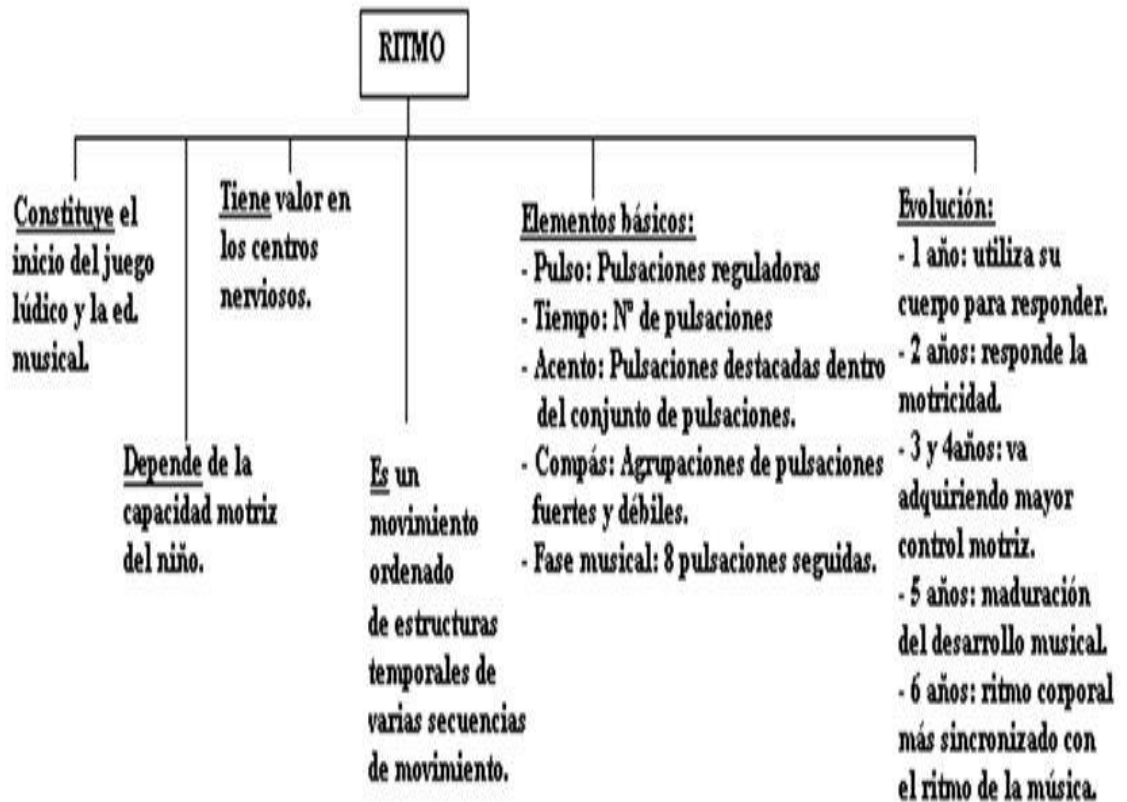 RITMO
Constituye el
inicio del juego
lúdico y la ed.
musical.
Depende de la
capacidad motriz
del niño.
Tiene valor en
los centros
nerviosos.
Es un
movimiento
ordenado
de estructuras
temporales de
varias secuencias
de movimiento.
Elementos básicos:
- Pulso: Pulsaciones reguladoras
- Tiempo: Nº de pulsaciones
- Acento: Pulsaciones destacadas dentro
del conjunto de pulsaciones.
- Compás: Agrupaciones de pulsaciones
fuertes y débiles.
- Fase musical: 8 pulsaciones seguidas.
Evolución:
- 1 año: utiliza su
cuerpo para responder.
- 2 años: responde la
motricidad.
- 3 y 4años: va
adquiriendo mayor
control motriz.
- 5 años: maduración
del desarrollo musical.
- 6 años: ritmo corporal
más sincronizado con
el ritmo de la música.